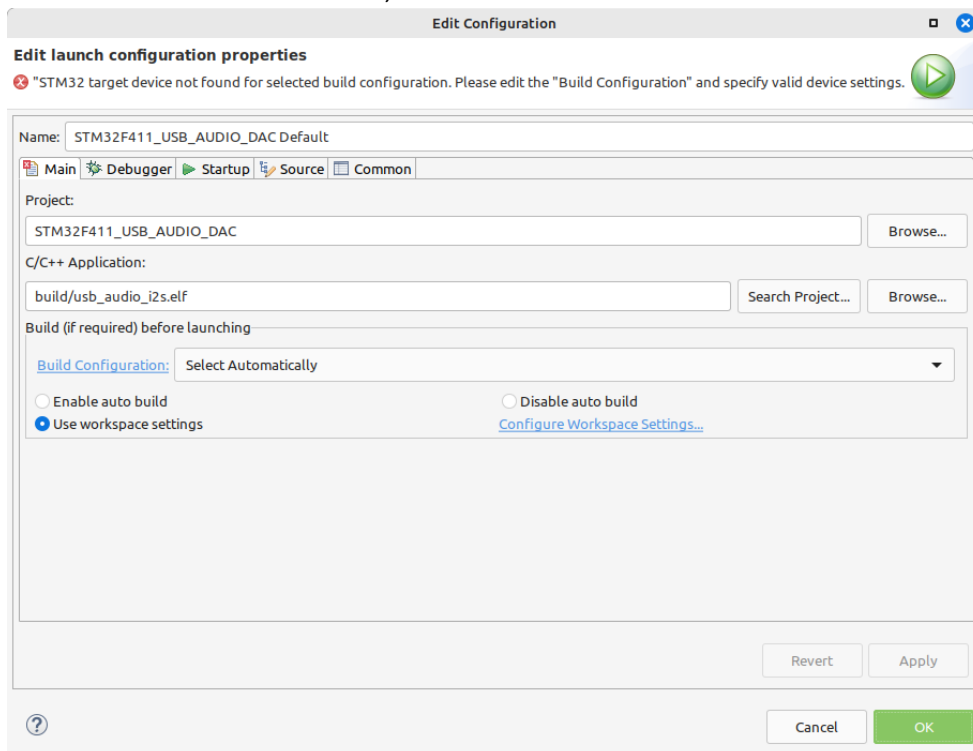 Edit Configuration
Edit launch configuration properties
"STM32 target device not found for selected build configuration. Please edit the "Build Configuration" and specify valid device settings.
Name: STM32F411_USB_AUDIO_DAC Default
Main Debugger Startup Source Common
Project:
STM32F411_USB_AUDIO_DAC Browse...
C/C++ Application:
build/usb_audio_i2s.elf Search Project... Browse...
Build (if required) before launching
Build Configuration: Select Automatically
Enable auto build Disable auto build
Use workspace settings Configure Workspace Settings...
Revert Apply
? Cancel OK